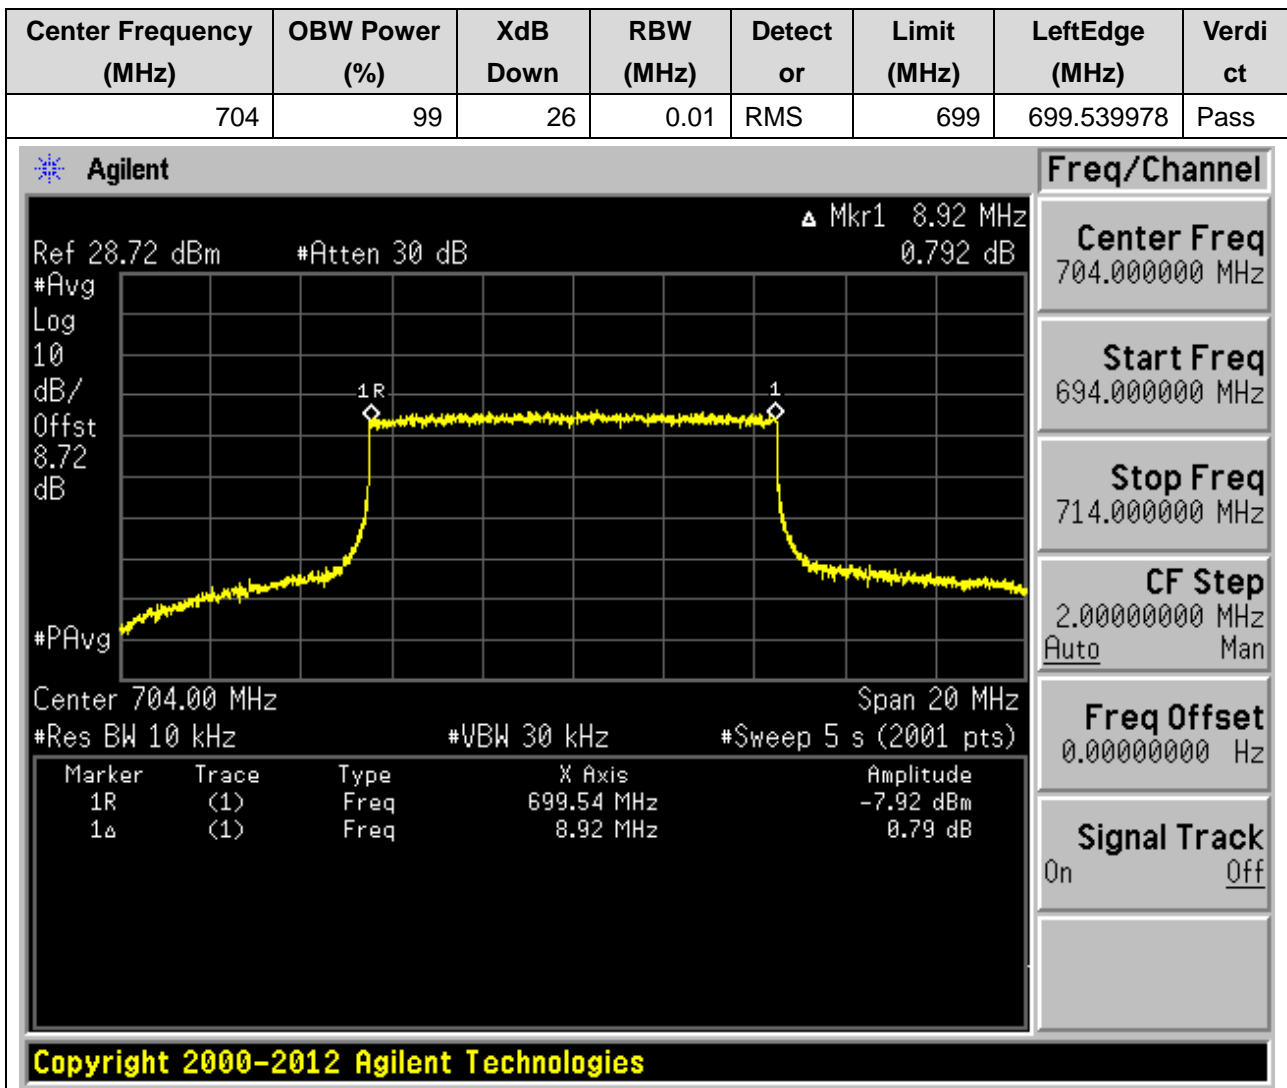 Center Frequency OBW Power XdB RBW Detect Limit LeftEdge Verdi
(MHz) (%) Down (MHz) or (MHz) (MHz) ct
704 99 26 0.01 RMS 699 699.539978 Pass
Agilent Freq/Channel
Δ Mkr1 8.92 MHz
Ref 28.72 dBm #Atten 30 dB 0.792 dB
#Avg
Log
10
dB/
Offst
8.72
dB
1R 1
#PAvg
Center 704.00 MHz Span 20 MHz
#Res BW 10 kHz #VBW 30 kHz #Sweep 5 s (2001 pts)
Marker Trace Type X Axis Amplitude
1R (1) Freq 699.54 MHz -7.92 dBm
1Δ (1) Freq 8.92 MHz 0.79 dB
Center Freq
704.000000 MHz
Start Freq
694.000000 MHz
Stop Freq
714.000000 MHz
CF Step
2.00000000 MHz
Auto Man
Freq Offset
0.00000000 Hz
Signal Track
On Off
Copyright 2000-2012 Agilent Technologies